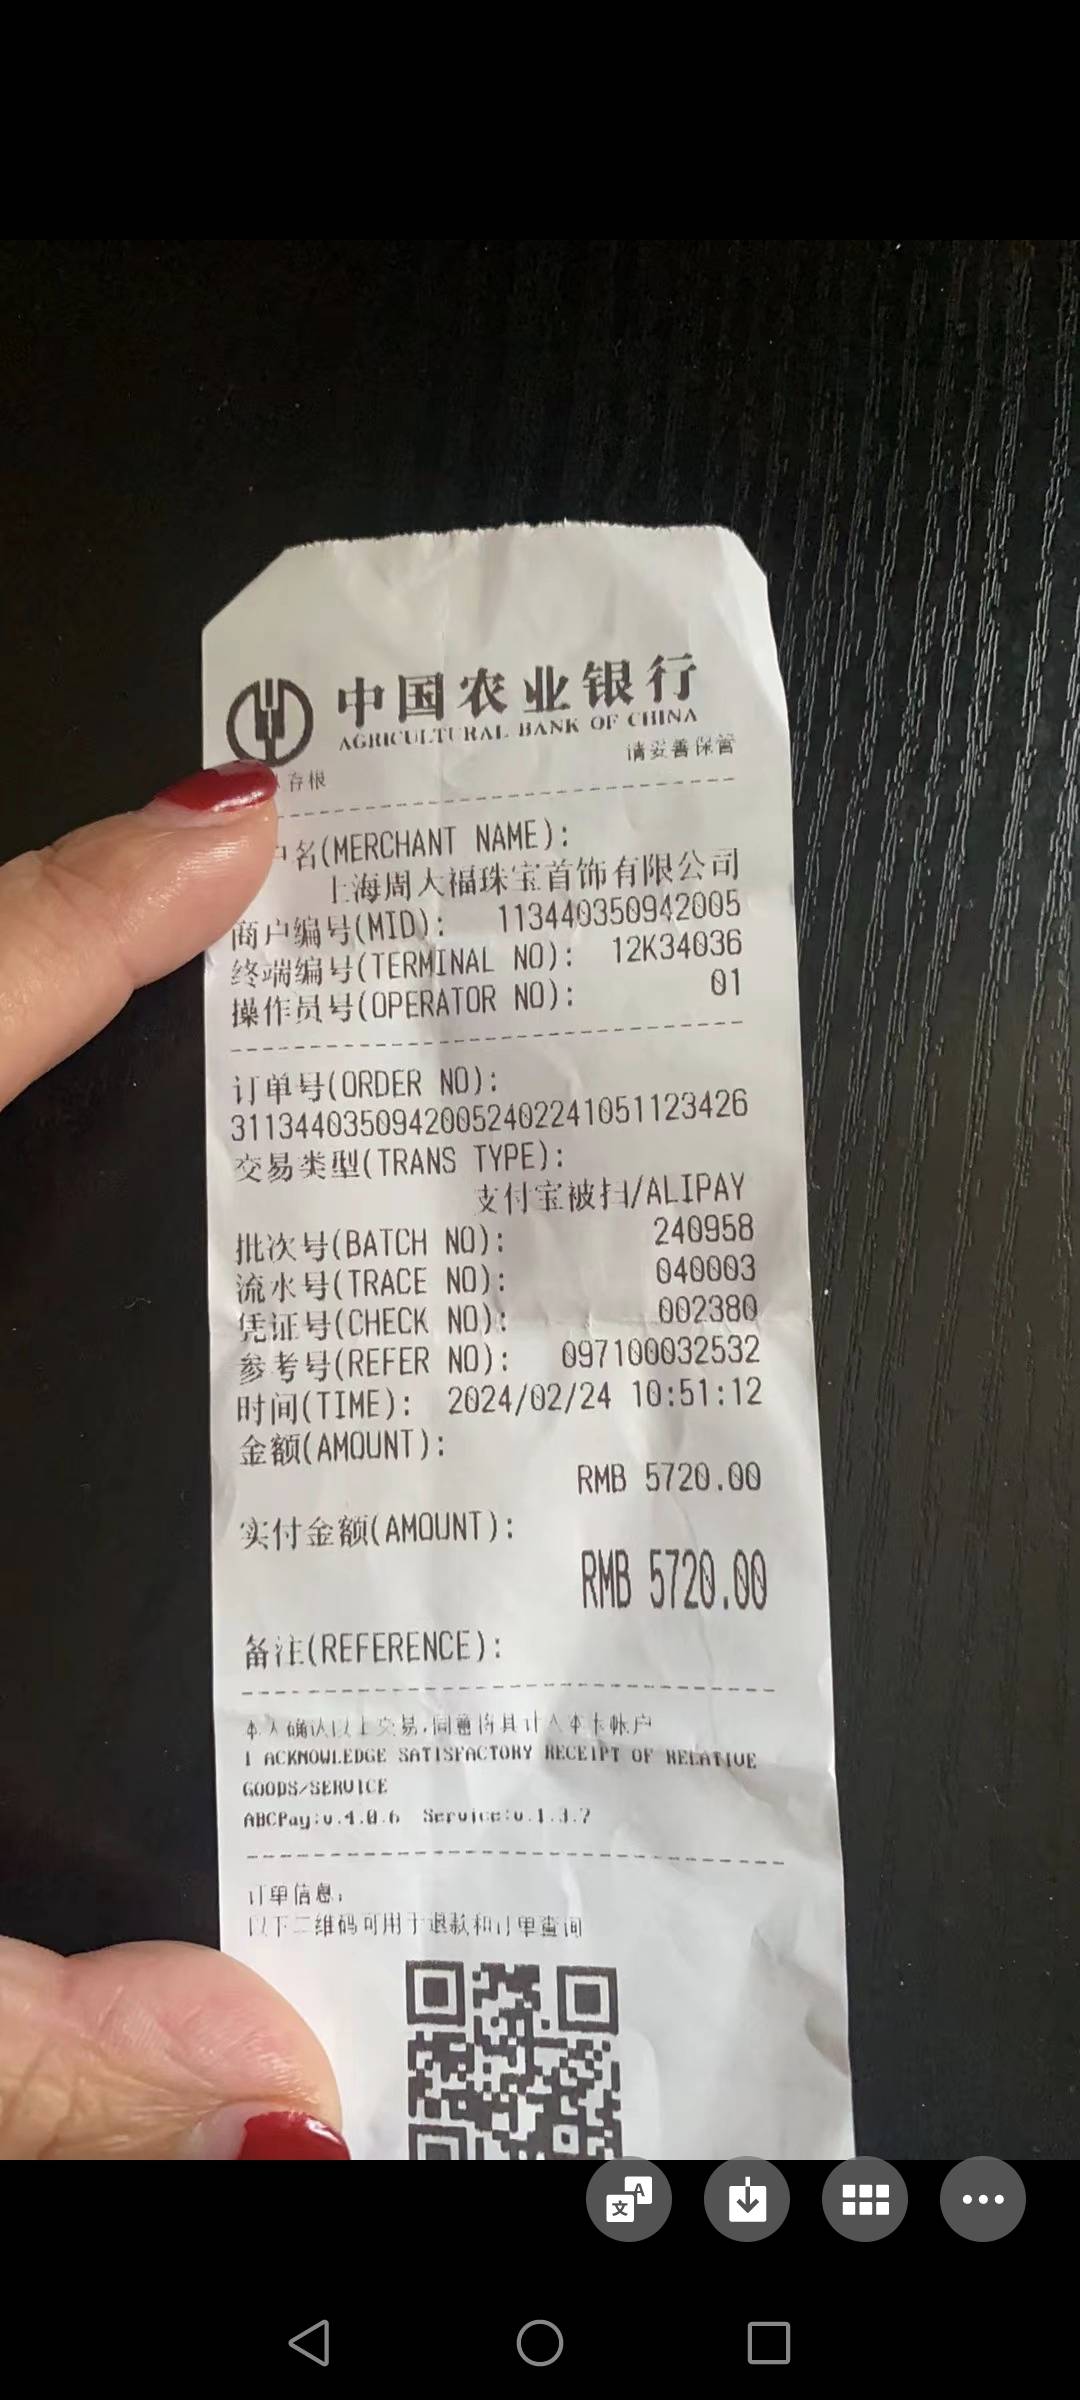 中国农业银行
AGRICULTURAL BANK OF CHINA
请妥善保管
存根
名(MERCHANT NAME):
上海周大福珠宝首饰有限公司
商户编号(MID): 113440350942005
终端编号(TERMINAL NO): 12K34036
操作员号(OPERATOR NO): 01
订单号(ORDER NO):
31134403509420052402241051123426
交易类型(TRANS TYPE):
支付宝被扫/ALIPAY
批次号(BATCH NO): 240958
流水号(TRACE NO): 040003
凭证号(CHECK NO): 002380
参考号(REFER NO): 097100032532
时间(TIME): 2024/02/24 10:51:12
金额(AMOUNT):
RMB 5720.00
实付金额(AMOUNT):
RMB 5720.00
备注(REFERENCE):
本人确认以上交易,同意将其计入本卡帐户
I ACKNOWLEDGE SATISFACTORY RECEIPT OF RELATIVE
GOODS/SERVICE
ABCPay:v.4.0.6 Service:v.1.3.7
订单信息:
以下二维码可用于退款和订单查询